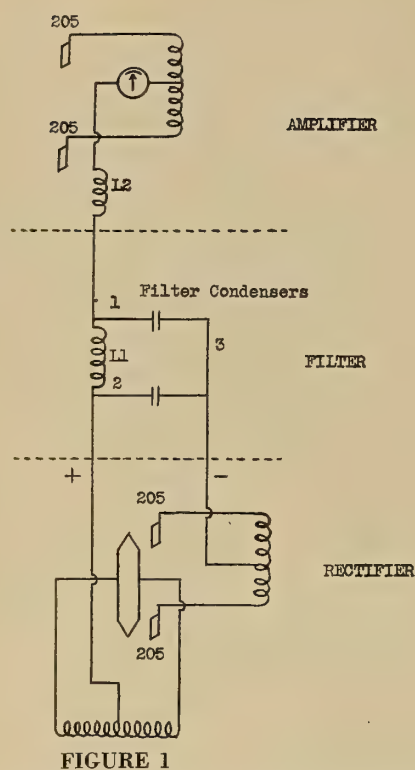 205
205
AMPLIFIER
L2
1
Filter Condensers
3
L1
FILTER
2
+
-
205
RECTIFIER
205
FIGURE 1